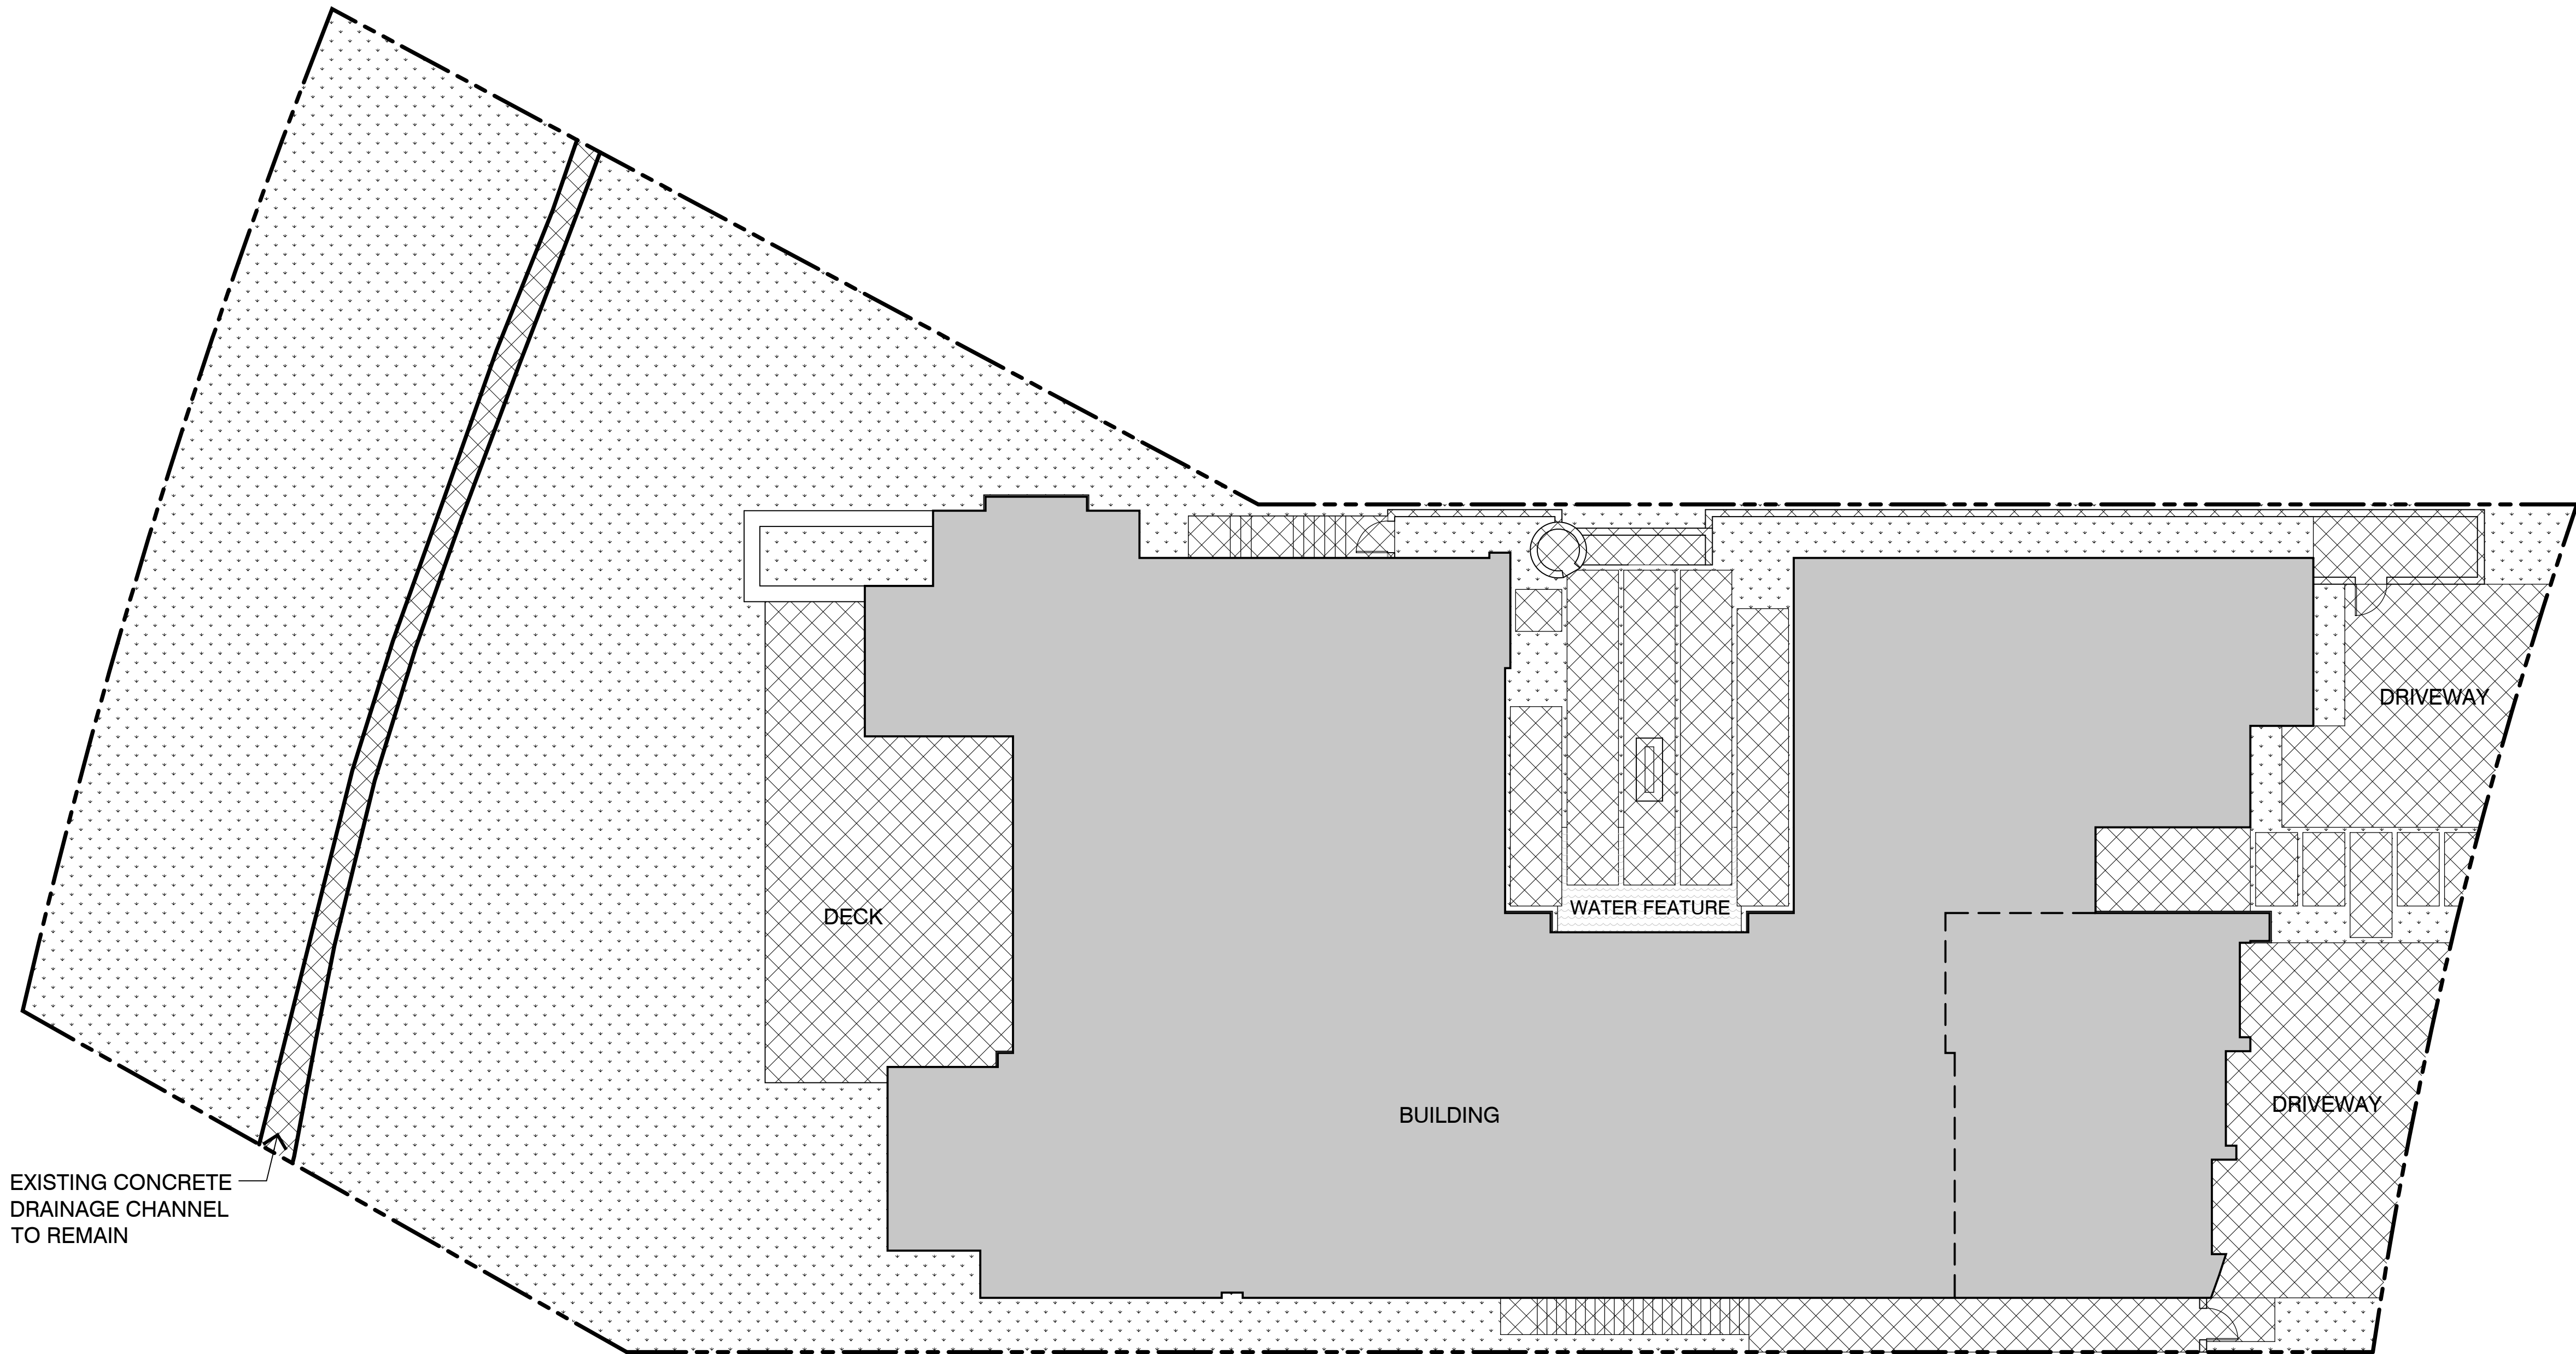 DRIVEWAY
WATER FEATURE
DECK
DRIVEWAY
BUILDING
EXISTING CONCRETE
DRAINAGE CHANNEL
TO REMAIN